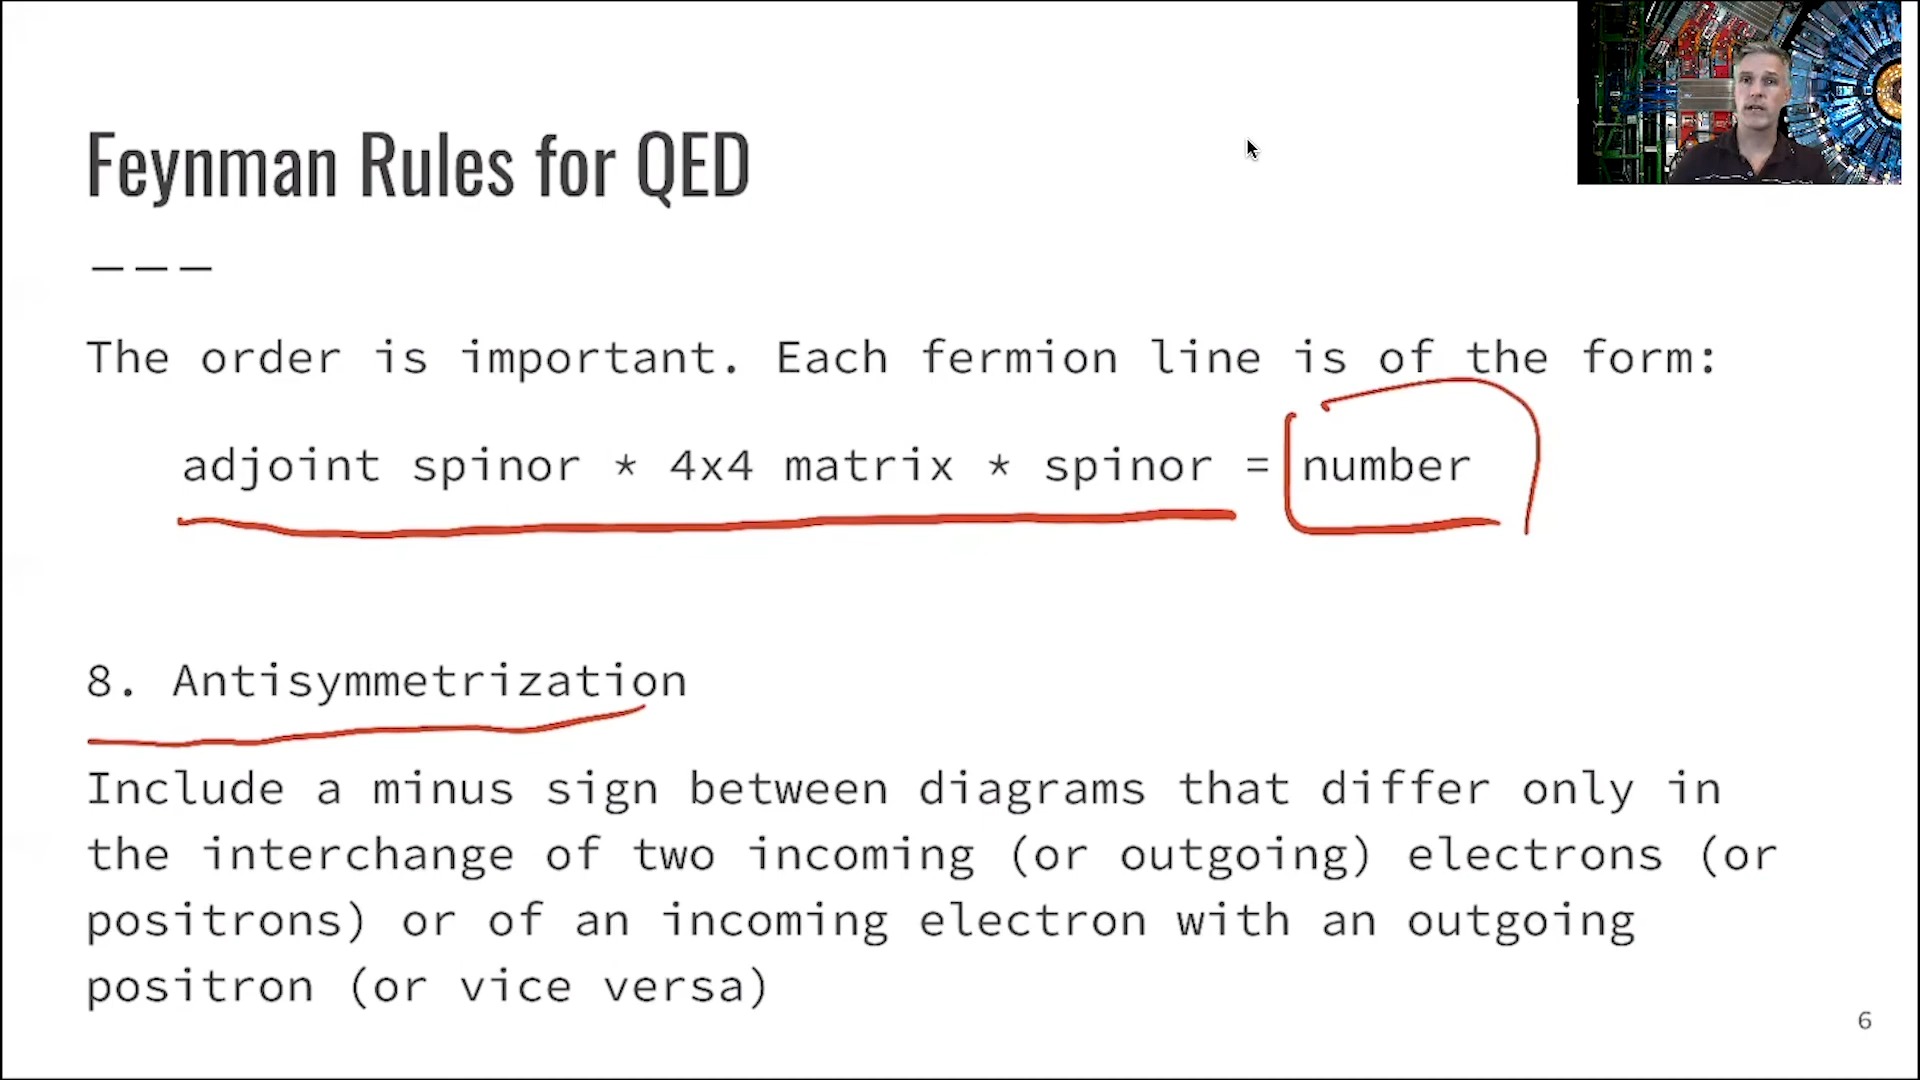 Feynman Rules for QED
———
The order is important. Each fermion line is of the form:
adjoint spinor * 4x4 matrix * spinor = number
8. Antisymmetrization
Include a minus sign between diagrams that differ only in
the interchange of two incoming (or outgoing) electrons (or
positrons) or of an incoming electron with an outgoing
positron (or vice versa)
6